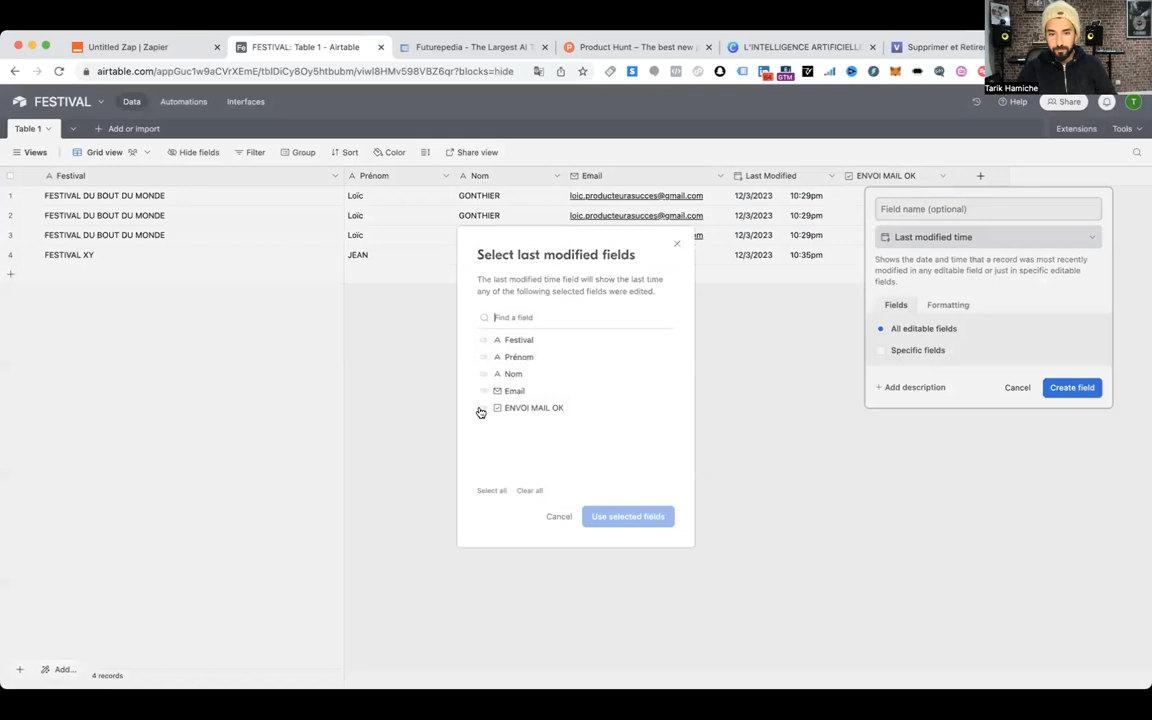 Untitled Zap | Zapier
FESTIVAL: Table 1 - Airtable
Futurepedia - The Largest AI T
Product Hunt – The best new p
L'INTELLIGENCE ARTIFICIELLE
Supprimer et Retirer
airtable.com/appGuc1w9aCVrXEmE/tbIDiCy8Oy5htbubm/viwl8HMv598VBZ6qr?blocks=hide
GTM
Tarik Hamiche
FESTIVAL
Data
Automations
Interfaces
Help
Share
T
Table 1
Add or import
Extensions
Tools
Views
Grid view
Hide fields
Filter
Group
Sort
Color
Share view
Festival
Prénom
Nom
Email
Last Modified
ENVOI MAIL OK
1 FESTIVAL DU BOUT DU MONDE Loïc GONTHIER loic.producteurasucces@gmail.com 12/3/2023 10:29pm
2 FESTIVAL DU BOUT DU MONDE Loïc GONTHIER loic.producteurasucces@gmail.com 12/3/2023 10:29pm
3 FESTIVAL DU BOUT DU MONDE Loïc 12/3/2023 10:29pm
4 FESTIVAL XY JEAN 12/3/2023 10:35pm
Field name (optional)
Last modified time
Shows the date and time that a record was most recently
modified in any editable field or just in specific editable
fields.
Fields
Formatting
All editable fields
Specific fields
+ Add description
Cancel
Create field
Select last modified fields
The last modified time field will show the last time
any of the following selected fields were edited.
Find a field
Festival
Prénom
Nom
Email
ENVOI MAIL OK
Select all
Clear all
Cancel
Use selected fields
Add...
4 records